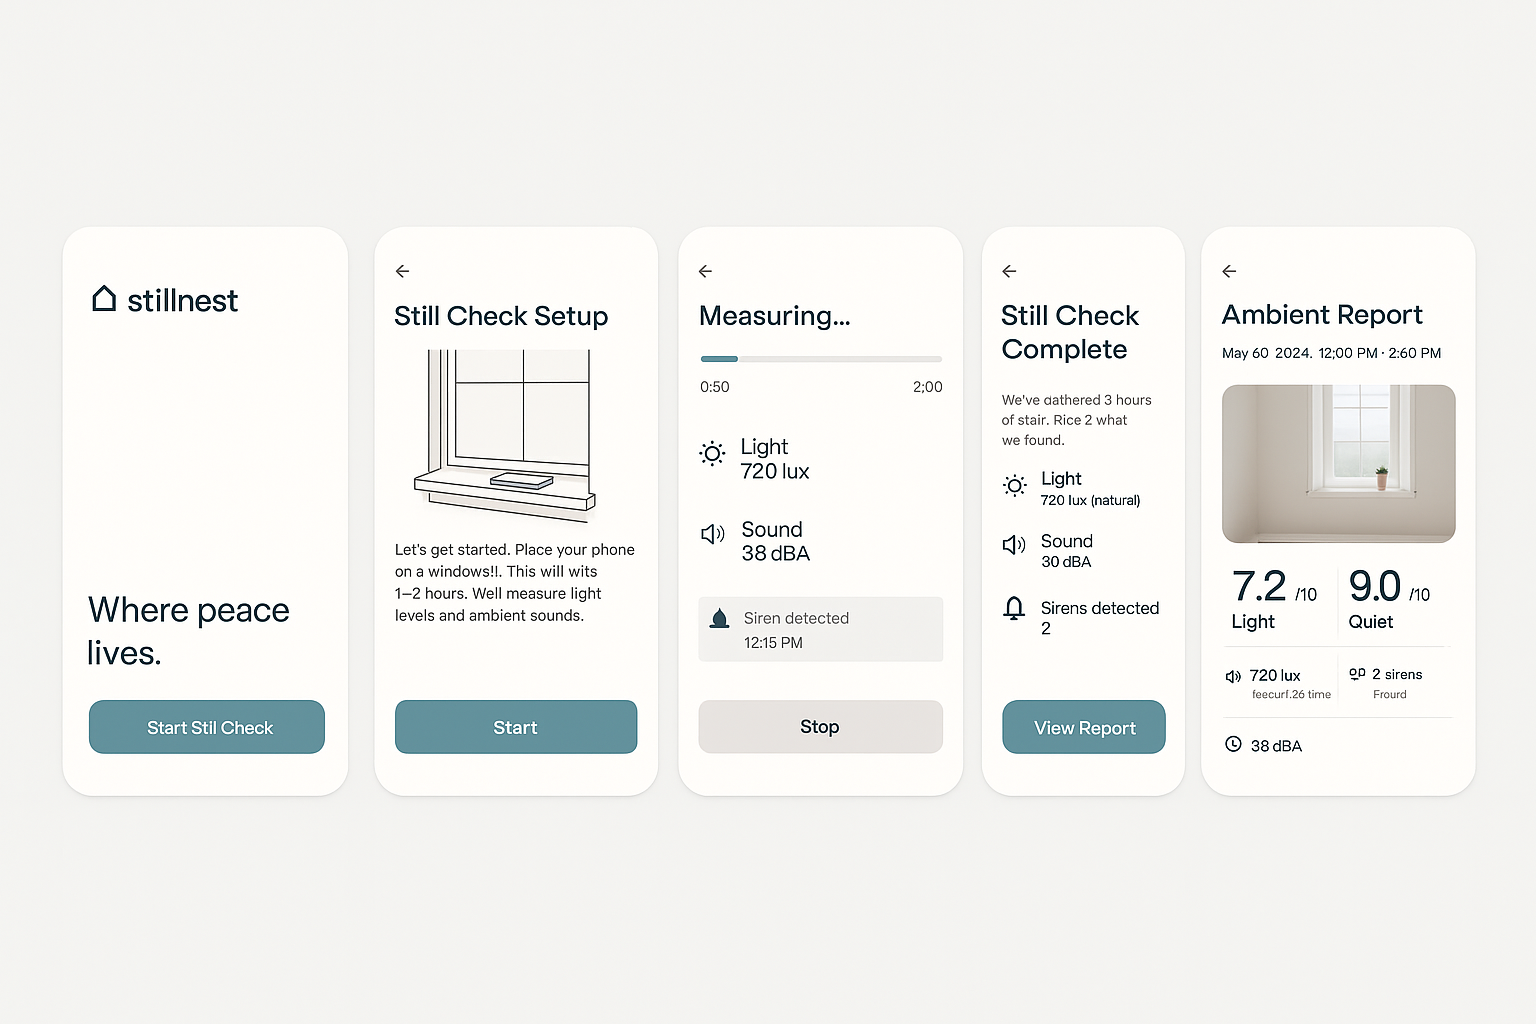 stillnest
Where peace
lives.
Start Stil Check
Still Check Setup
Let's get started. Place your phone
on a windows!l. This will wits
1–2 hours. Well measure light
levels and ambient sounds.
Start
Measuring...
0:50
2;00
Light
720 lux
Sound
38 dBA
Siren detected
12:15 PM
Stop
Still Check
Complete
We've gathered 3 hours
of stair. Rice 2 what
we found.
Light
720 lux (natural)
Sound
30 dBA
Sirens detected
2
View Report
Ambient Report
May 60 2024. 12;00 PM · 2:60 PM
7.2 /10
Light
9.0 /10
Quiet
720 lux
feecurf.26 time
2 sirens
Frourd
38 dBA